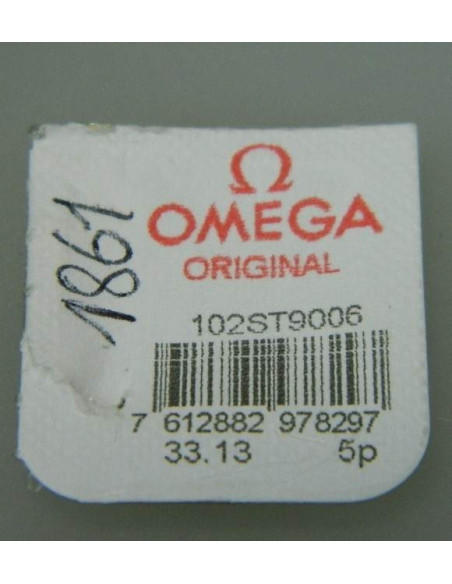 Ω
OMEGA
ORIGINAL
1861
102ST9006
7 612882 978297
33.13 5p